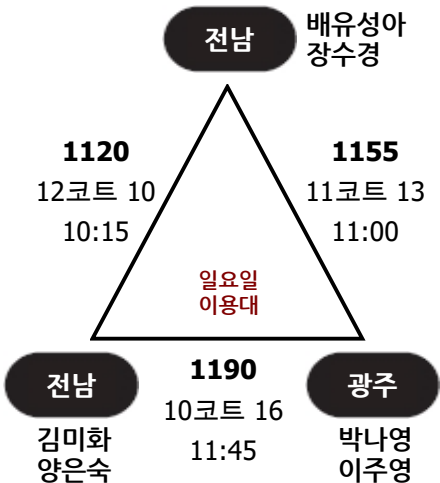 전남
배유성아
장수경
1120
12코트 10
10:15
1155
11코트 13
11:00
일요일
이용대
전남
김미화
양은숙
1190
10코트 16
11:45
광주
박나영
이주영